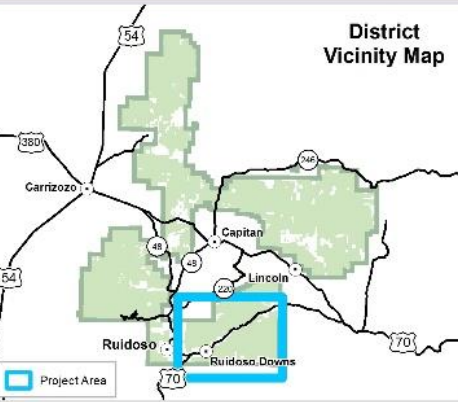 54
District
Vicinity Map
380
246
Carrizozo
Capitan
48
48
Lincoln
54
220
Ruidoso
70
Ruidoso Downs
70
Project Area